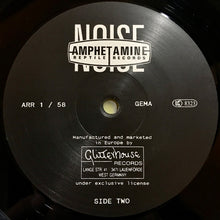 NOISE
AMPHETAMINE
REPTILE RECORDS
NOISE
ARR 1 / 58
GEMA
Manufactured and marketed
in Europe by
Glitterhouse
RECORDS
LANGE STR. 41 3471 LAUENFÖRDE
WEST GERMANY
under exclusive license
SIDE TWO